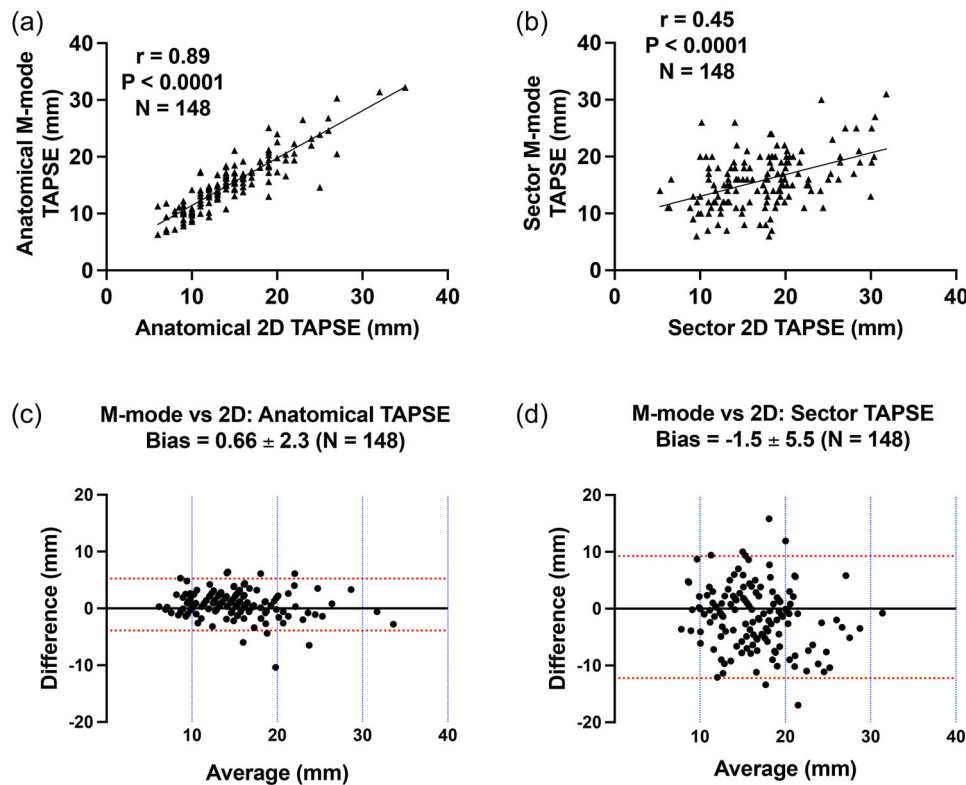 (a)
r = 0.89
P < 0.0001
N = 148
Anatomical M-mode
TAPSE (mm)
40
30
20
10
0
0 10 20 30 40
Anatomical 2D TAPSE (mm)
(b)
r = 0.45
P < 0.0001
N = 148
Sector M-mode
TAPSE (mm)
40
30
20
10
0
0 10 20 30 40
Sector 2D TAPSE (mm)
(c)
M-mode vs 2D: Anatomical TAPSE
Bias = 0.66 ± 2.3 (N = 148)
Difference (mm)
20
10
0
-10
-20
10 20 30 40
Average (mm)
(d)
M-mode vs 2D: Sector TAPSE
Bias = -1.5 ± 5.5 (N = 148)
Difference (mm)
20
10
0
-10
-20
10 20 30 40
Average (mm)